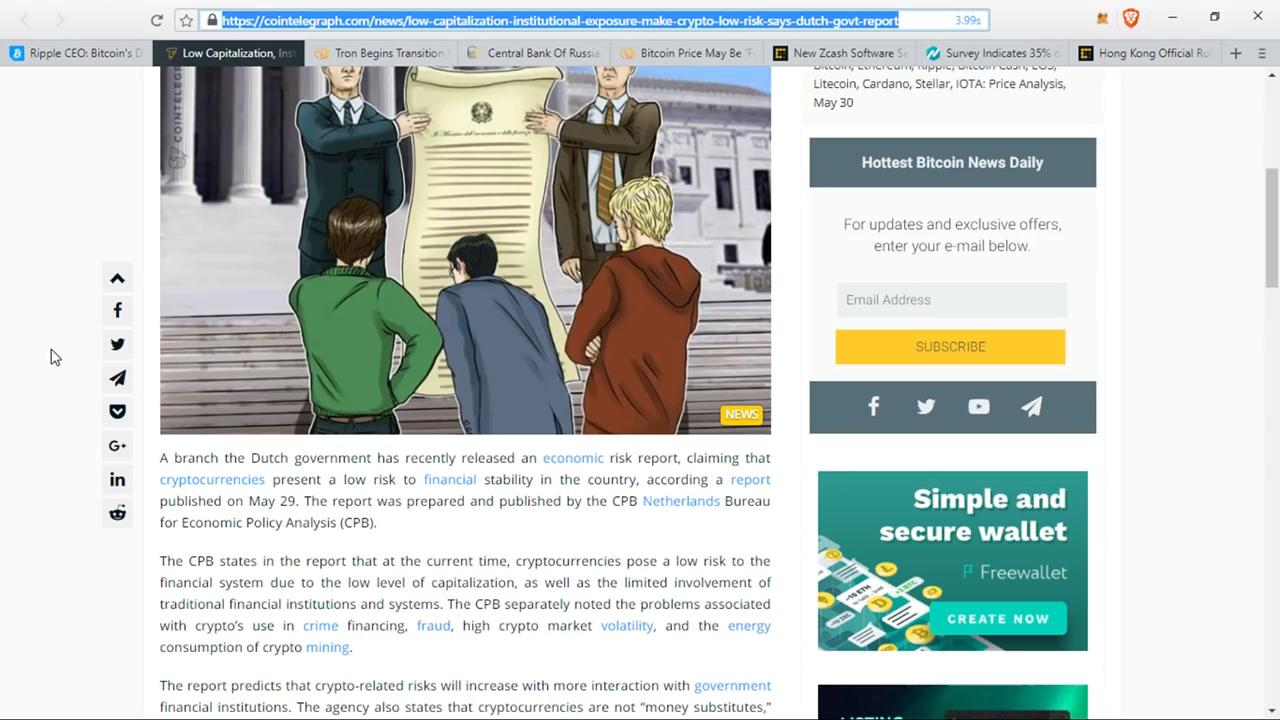 https://cointelegraph.com/news/low-capitalization-institutional-exposure-make-crypto-low-risk-says-dutch-govt-report
3.99s
Ripple CEO: Bitcoin's D
Low Capitalization, Inst
Tron Begins Transition
Central Bank Of Russia
Bitcoin Price May Be 'F
New Zcash Software Se
Survey Indicates 35% o
Hong Kong Official Rul
COINTELEGRAPH
NEWS
A branch the Dutch government has recently released an economic risk report, claiming that
cryptocurrencies present a low risk to financial stability in the country, according a report
published on May 29. The report was prepared and published by the CPB Netherlands Bureau
for Economic Policy Analysis (CPB).
The CPB states in the report that at the current time, cryptocurrencies pose a low risk to the
financial system due to the low level of capitalization, as well as the limited involvement of
traditional financial institutions and systems. The CPB separately noted the problems associated
with crypto's use in crime financing, fraud, high crypto market volatility, and the energy
consumption of crypto mining.
The report predicts that crypto-related risks will increase with more interaction with government
financial institutions. The agency also states that cryptocurrencies are not “money substitutes,”
Bitcoin, Ethereum, Ripple, Bitcoin Cash, EOS,
Litecoin, Cardano, Stellar, IOTA: Price Analysis,
May 30
Hottest Bitcoin News Daily
For updates and exclusive offers,
enter your e-mail below.
Email Address
SUBSCRIBE
Simple and
secure wallet
Freewallet
CREATE NOW
LISTING